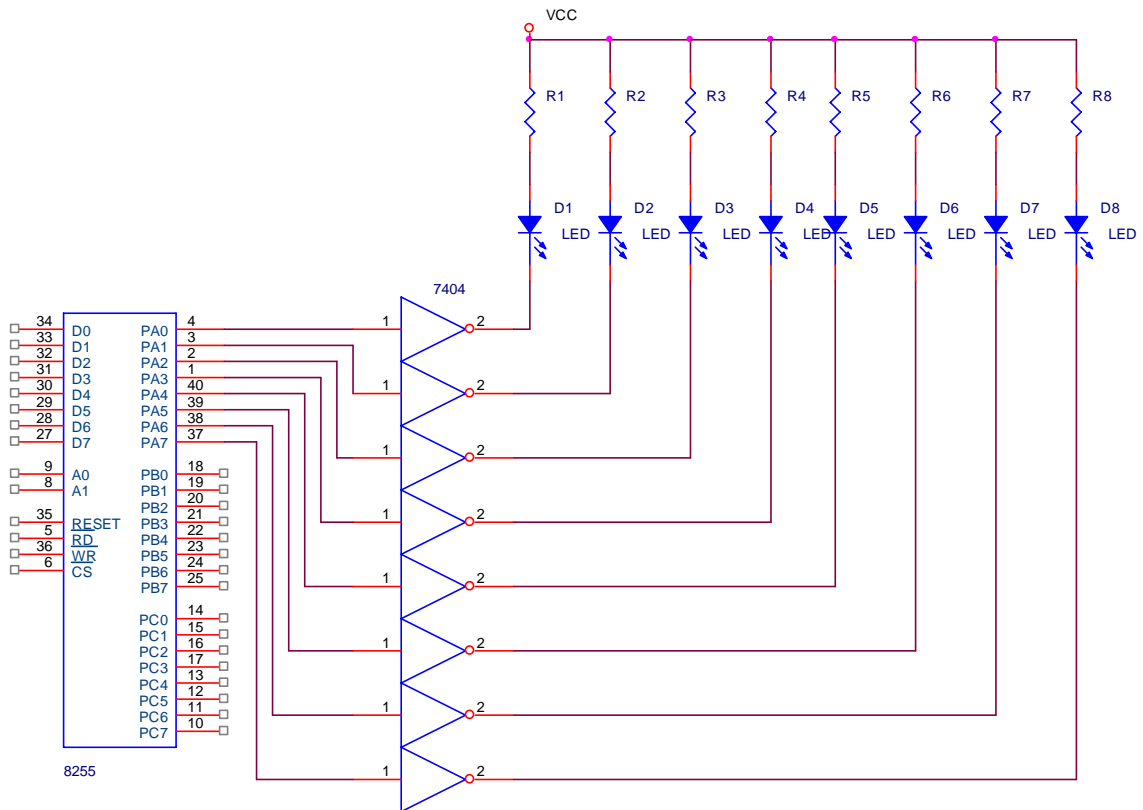 VCC
R1 R2 R3 R4 R5 R6 R7 R8
D1 D2 D3 D4 D5 D6 D7 D8
LED LED LED LED LED LED LED LED
7404
34 D0 PA0 4 1 2
33 D1 PA1 3
32 D2 PA2 2
31 D3 PA3 1
30 D4 PA4 40 1 2
29 D5 PA5 39
28 D6 PA6 38
27 D7 PA7 37
1 2
9 A0 PB0 18
8 A1 PB1 19
PB2 20
35 RESET PB3 21 1 2
5 RD PB4 22
36 WR PB5 23
6 CS PB6 24
PB7 25 1 2
PC0 14
PC1 15
PC2 16 1 2
PC3 17
PC4 13
PC5 12
PC6 11 1 2
PC7 10
8255 1 2